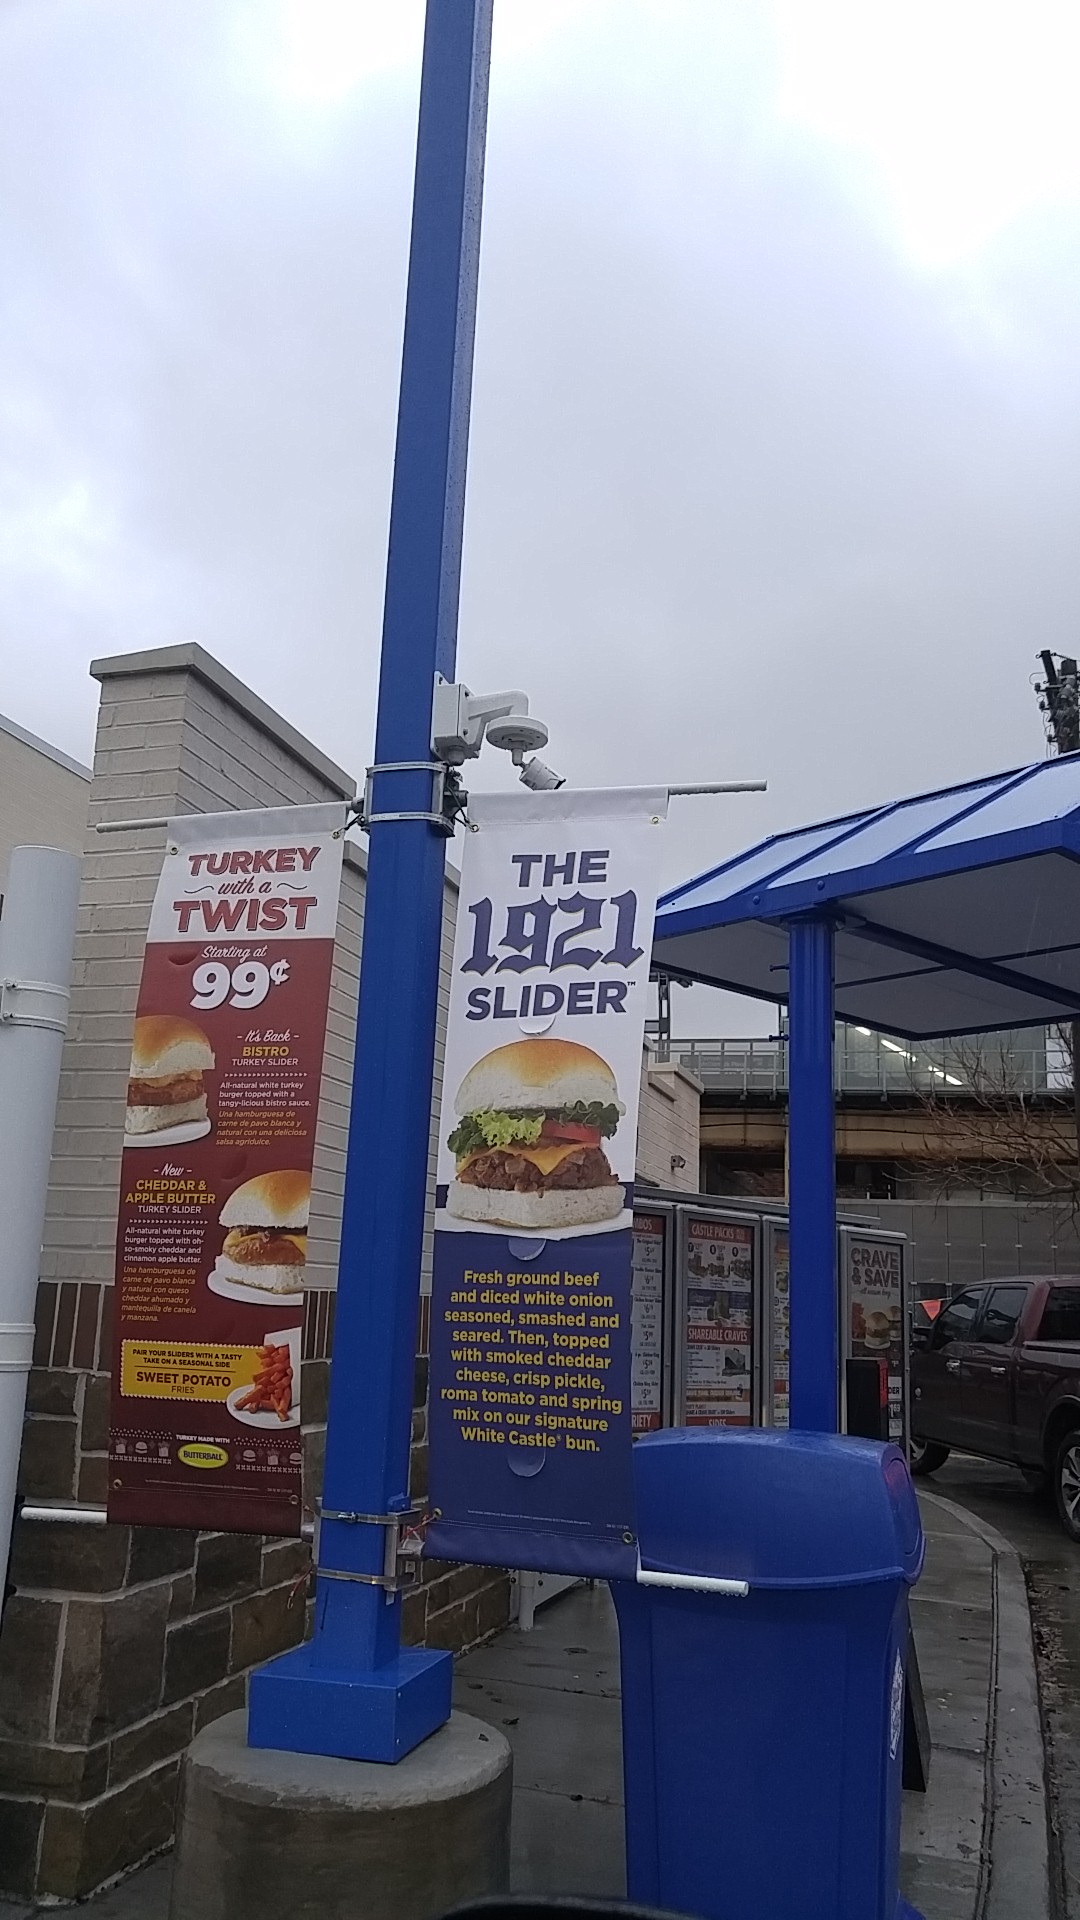 TURKEY
with a
TWIST
Starting at
99¢
- It's Back -
BISTRO
TURKEY SLIDER
All-natural white turkey
burger topped with a
tangy-licious bistro sauce.
Una hamburguesa de
carne de pavo blanca y
natural con una deliciosa
salsa agridulce.
- New -
CHEDDAR &
APPLE BUTTER
TURKEY SLIDER
All-natural white turkey
burger topped with oh-
so-smoky cheddar and
cinnamon apple butter.
Una hamburguesa de
carne de pavo blanca
y natural con queso
cheddar ahumado y
mantequilla de canela
y manzana.
PAIR YOUR SLIDERS WITH A TASTY
TAKE ON A SEASONAL SIDE
SWEET POTATO
FRIES
TURKEY MADE WITH
BUTTERBALL
THE
1921
SLIDER™
Fresh ground beef
and diced white onion
seasoned, smashed and
seared. Then, topped
with smoked cheddar
cheese, crisp pickle,
roma tomato and spring
mix on our signature
White Castle® bun.
CASTLE PACKS
SHAREABLE CRAVES
SIDES
CRAVE
& SAVE